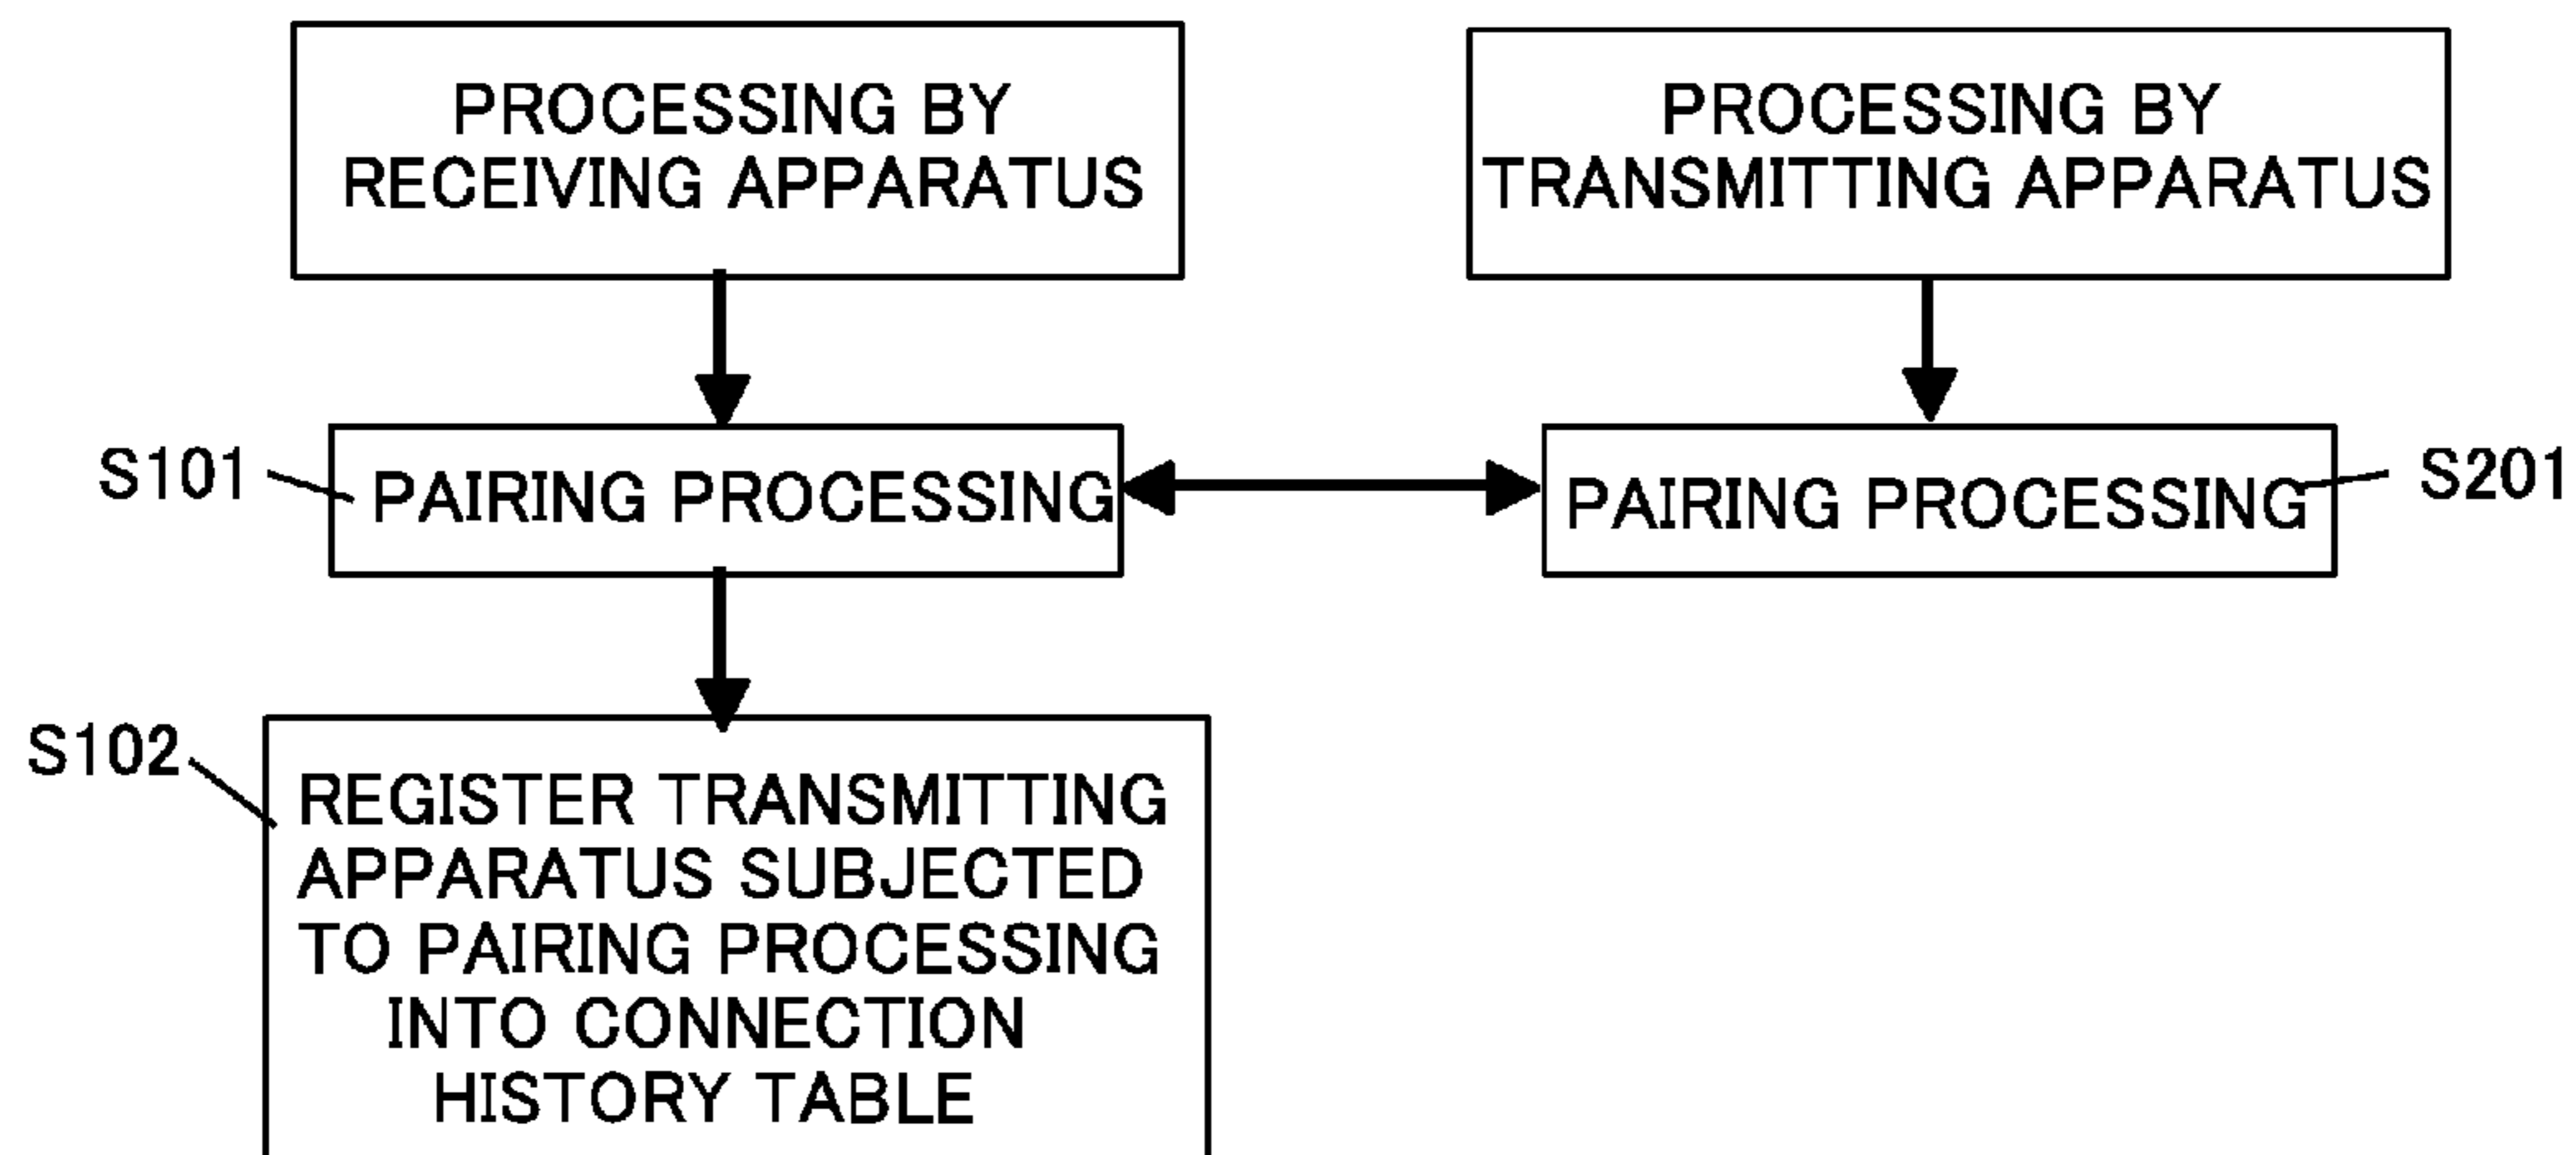 PROCESSING BY
RECEIVING APPARATUS
PROCESSING BY
TRANSMITTING APPARATUS
S101
PAIRING PROCESSING
PAIRING PROCESSING
S201
S102
REGISTER TRANSMITTING
APPARATUS SUBJECTED
TO PAIRING PROCESSING
INTO CONNECTION
HISTORY TABLE